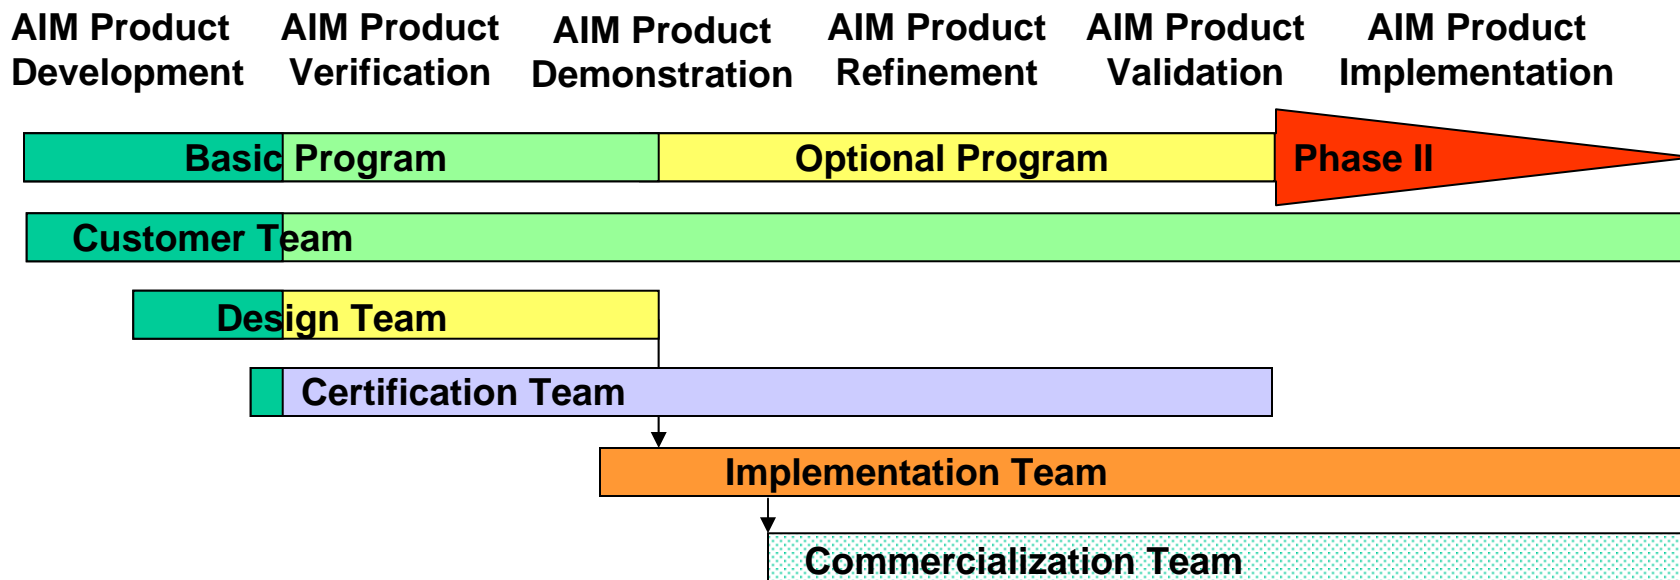 AIM Product
Development
AIM Product
Verification
AIM Product
Demonstration
AIM Product
Refinement
AIM Product
Validation
AIM Product
Implementation
Basic Program
Optional Program
Phase II
Customer Team
Design Team
Certification Team
Implementation Team
Commercialization Team